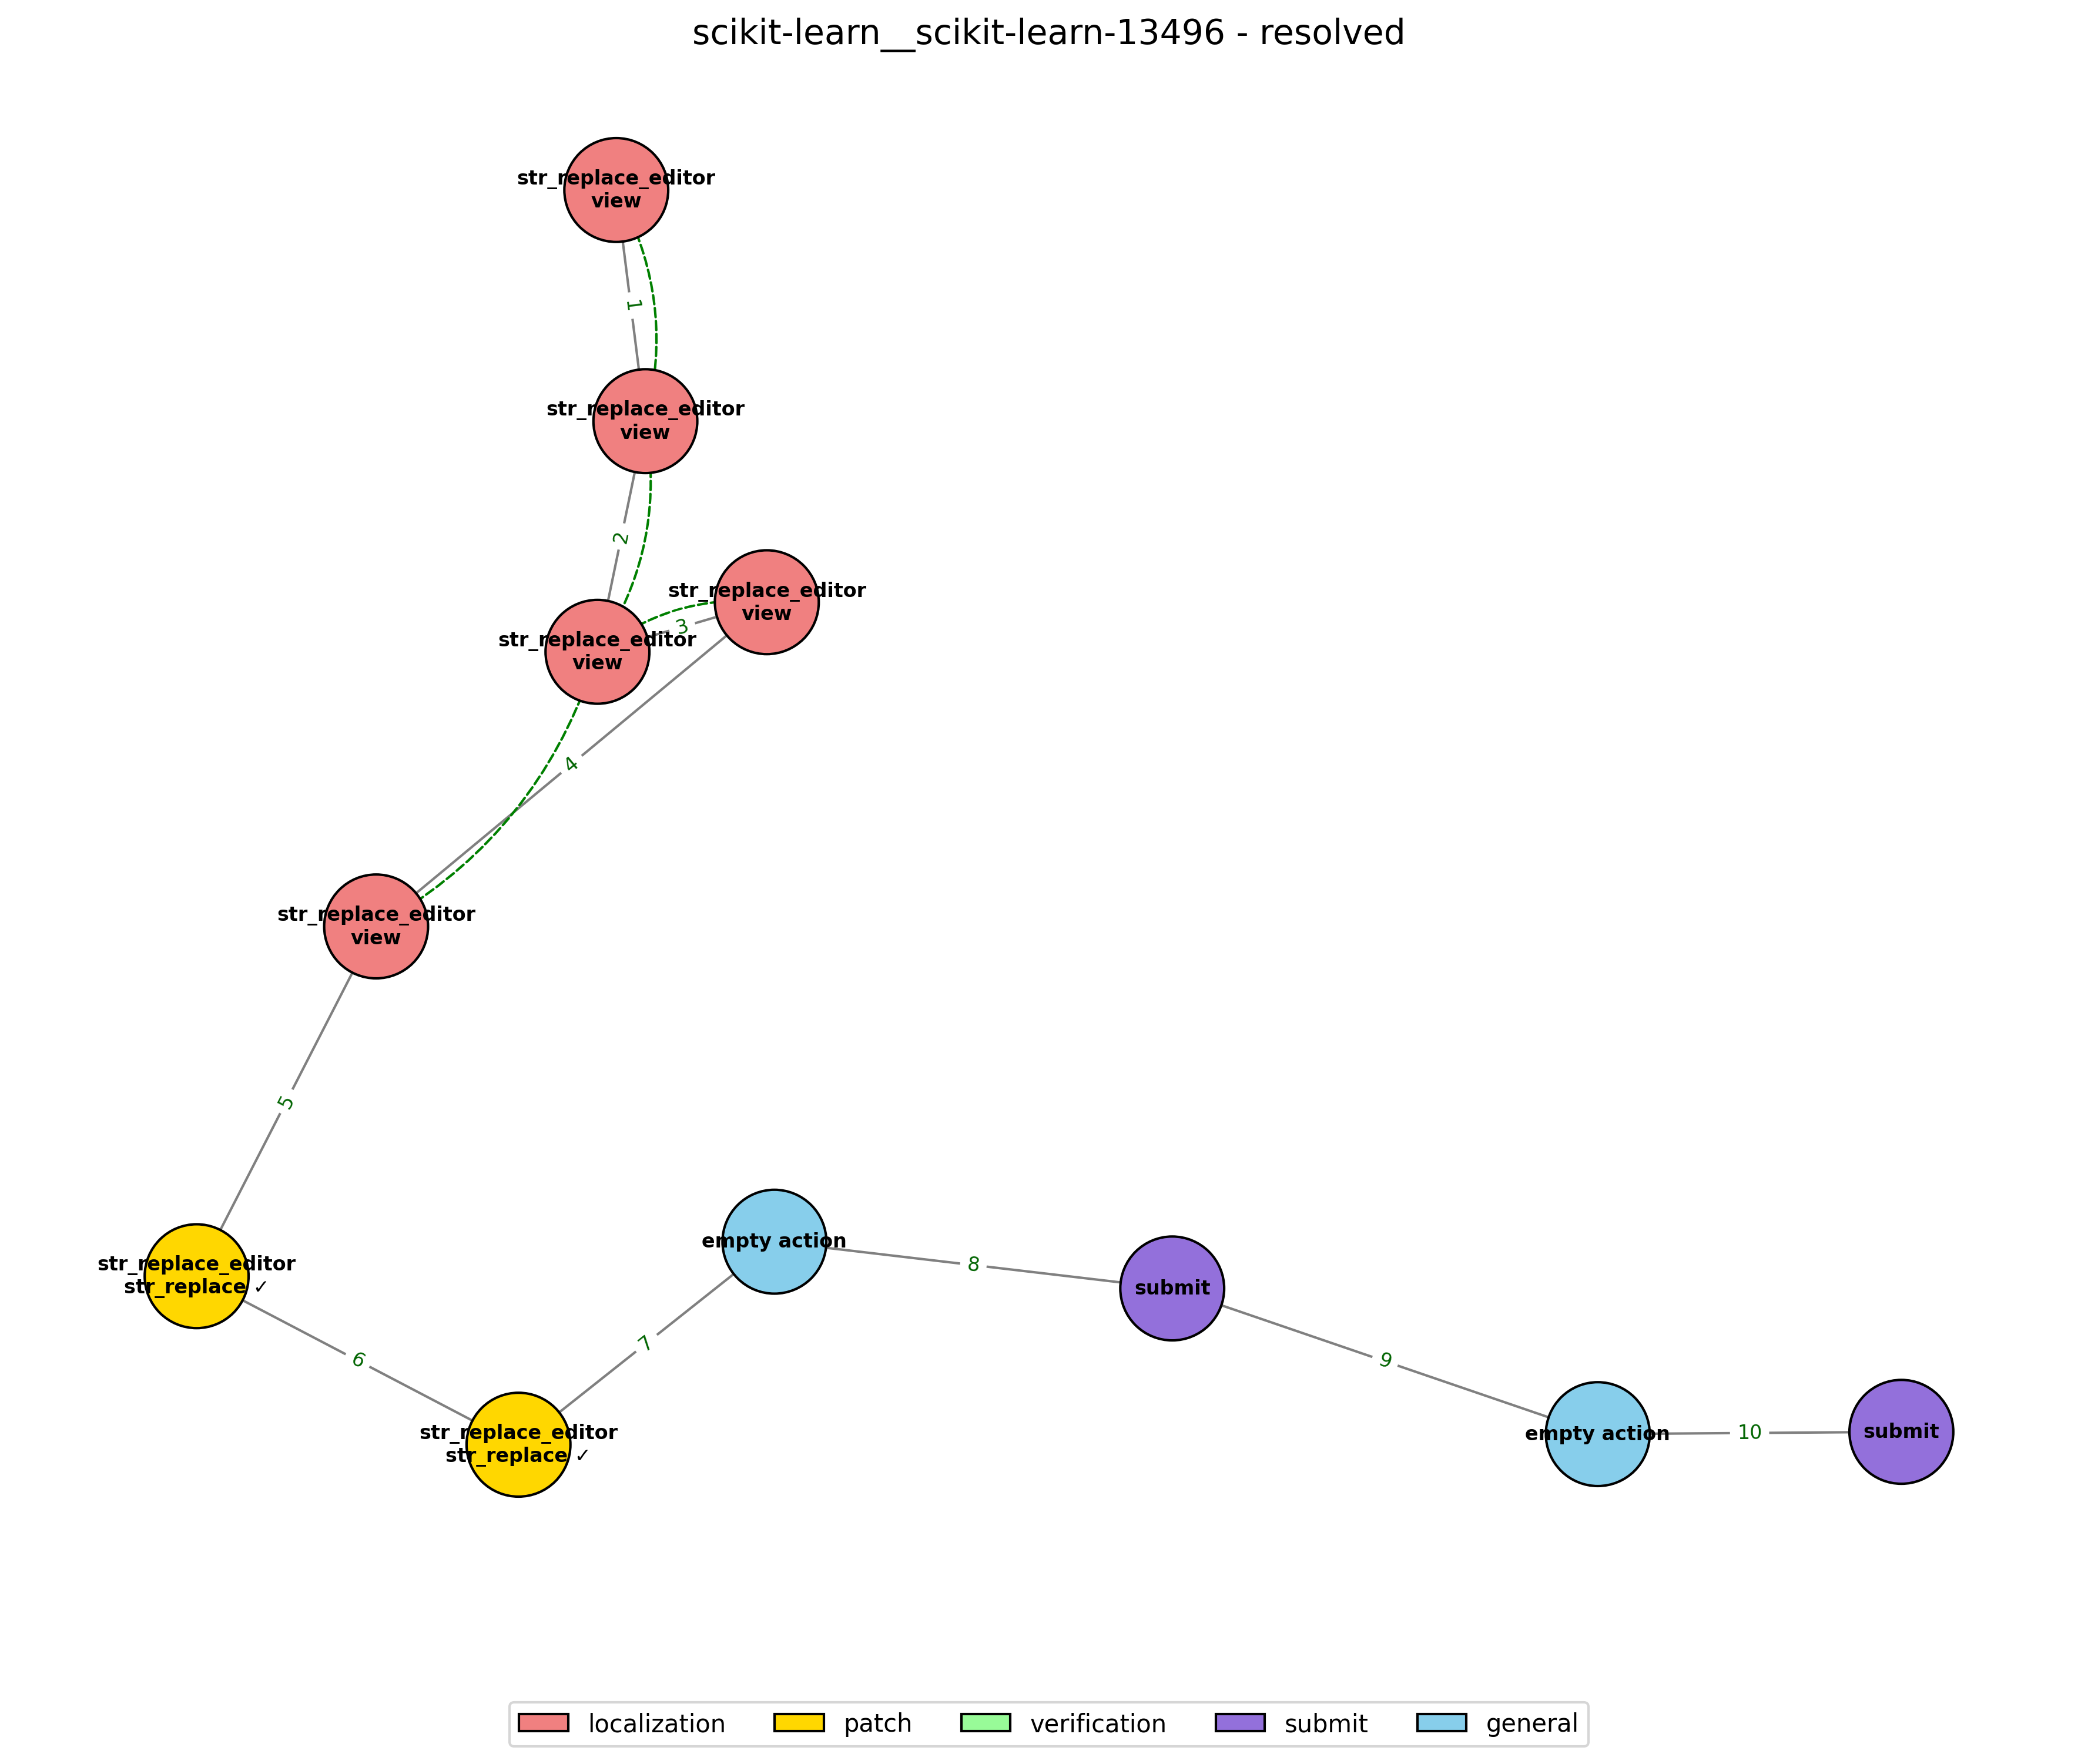 scikit-learn__scikit-learn-13496 - resolved
str_replace_editor
view
1
str_replace_editor
view
2
str_replace_editor
view
3
str_replace_editor
view
4
str_replace_editor
view
5
str_replace_editor
str_replace ✓
6
str_replace_editor
str_replace ✓
7
empty action
8
submit
9
empty action
10
submit
localization
patch
verification
submit
general